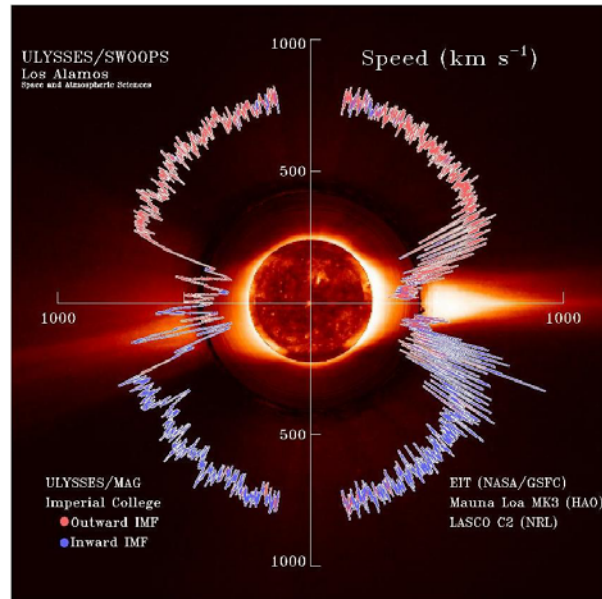 ULYSSES/SWOOPS
Los Alamos
Space and Atmospheric Sciences
Speed (km s⁻¹)
1000
500
1000
1000
500
1000
ULYSSES/MAG
Imperial College
Outward IMF
Inward IMF
EIT (NASA/GSFC)
Mauna Loa MK3 (HAO)
LASCO C2 (NRL)